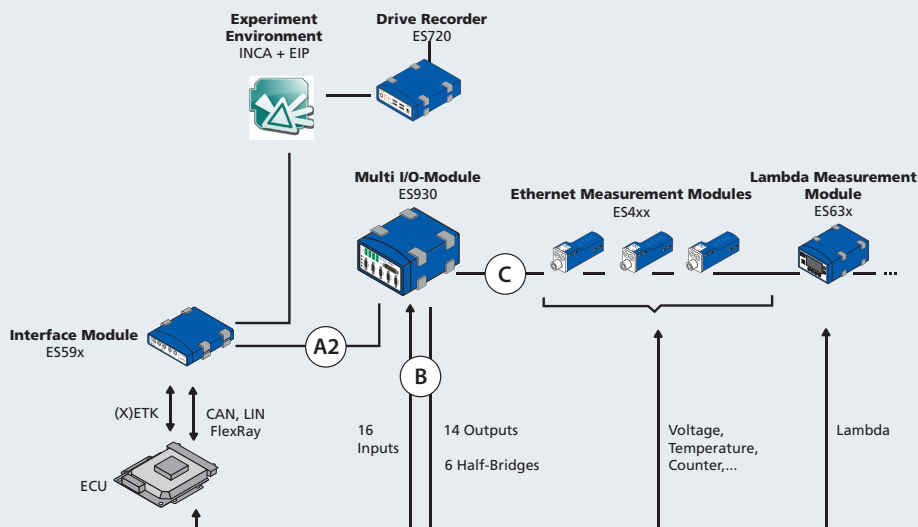 Experiment
Environment
INCA + EIP
Drive Recorder
ES720
Multi I/O-Module
ES930
Ethernet Measurement Modules
ES4xx
Lambda Measurement
Module
ES63x
C
...
Interface Module
ES59x
A2
B
(X)ETK
CAN, LIN
FlexRay
16
Inputs
14 Outputs
6 Half-Bridges
Voltage,
Temperature,
Counter,...
Lambda
ECU